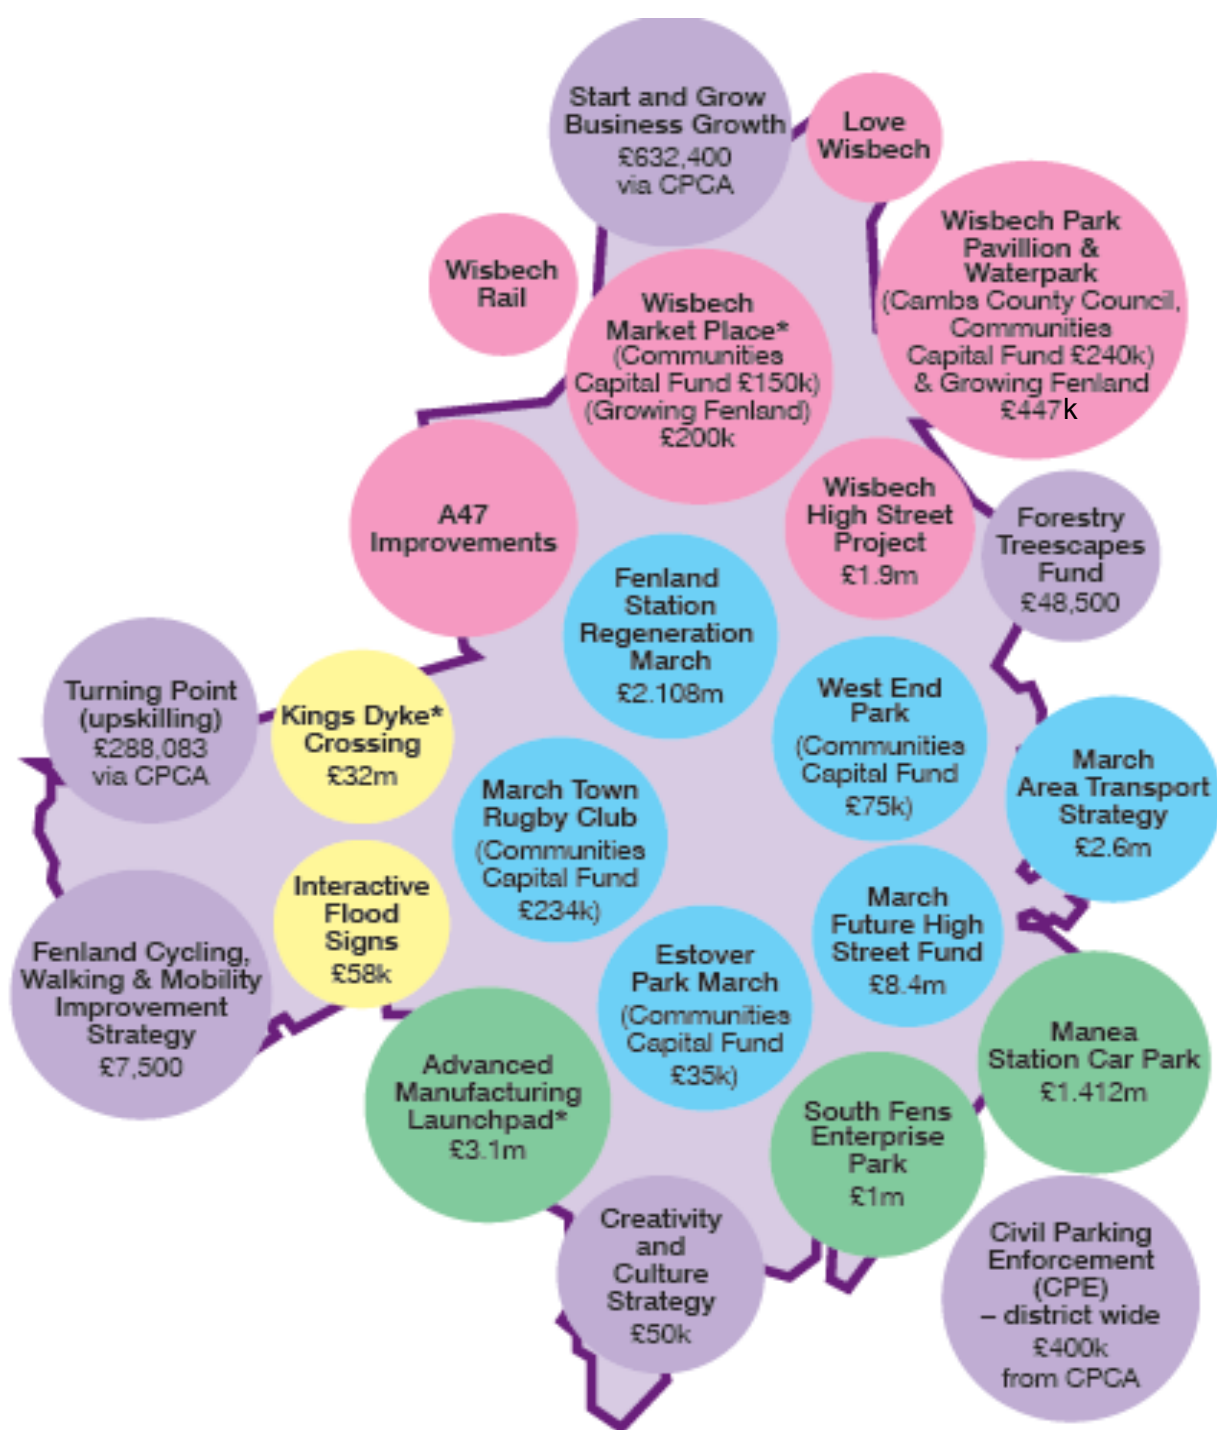 Start and Grow
Business Growth
£632,400
via CPCA
Love
Wisbech
Wisbech Park
Pavillion &
Waterpark
(Cambs County Council,
Communities
Capital Fund £240k)
& Growing Fenland
£447k
Wisbech
Rail
Wisbech
Market Place*
(Communities
Capital Fund £150k)
(Growing Fenland)
£200k
A47
Improvements
Wisbech
High Street
Project
£1.9m
Forestry
Treescapes
Fund
£48,500
Fenland
Station
Regeneration
March
£2.108m
Turning Point
(upskilling)
£288,083
via CPCA
Kings Dyke*
Crossing
£32m
West End
Park
(Communities
Capital Fund
£75k)
March
Area Transport
Strategy
£2.6m
March Town
Rugby Club
(Communities
Capital Fund
£234k)
Interactive
Flood
Signs
£58k
March
Future High
Street Fund
£8.4m
Fenland Cycling,
Walking & Mobility
Improvement
Strategy
£7,500
Estover
Park March
(Communities
Capital Fund
£35k)
Advanced
Manufacturing
Launchpad*
£3.1m
Manea
Station Car Park
£1.412m
South Fens
Enterprise
Park
£1m
Creativity
and
Culture
Strategy
£50k
Civil Parking
Enforcement
(CPE)
– district wide
£400k
from CPCA